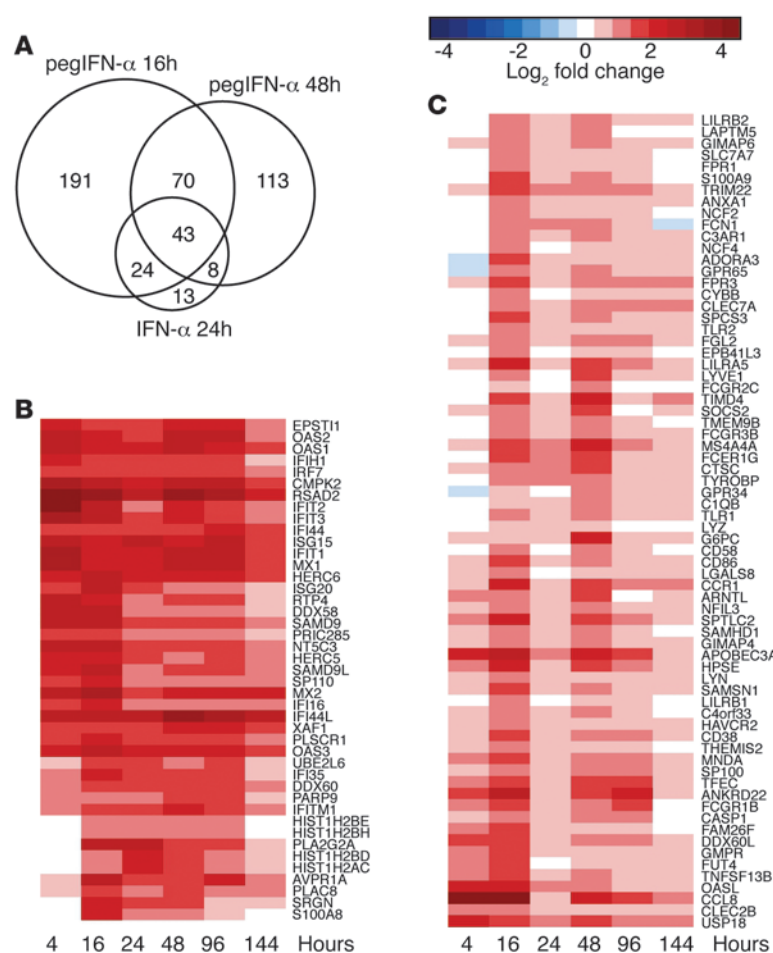 A
pegIFN-α 16h
pegIFN-α 48h
191
70
113
43
24
8
13
IFN-α 24h
B
EPSTI1
OAS2
OAS1
IFIH1
IRF7
CMPK2
RSAD2
IFIT2
IFIT3
IFI44
ISG15
IFIT1
MX1
HERC6
ISG20
RTP4
DDX58
SAMD9
PRIC285
NT5C3
HERC5
SAMD9L
SP110
MX2
IFI16
IFI44L
XAF1
PLSCR1
OAS3
UBE2L6
IFI35
DDX60
PARP9
IFITM1
HIST1H2BE
HIST1H2BH
PLA2G2A
HIST1H2BD
HIST1H2AC
AVPR1A
PLAC8
SRGN
S100A8
4 16 24 48 96 144 Hours
-4 -2 0 2 4
Log2 fold change
C
LILRB2
LAPTM5
GIMAP6
SLC7A7
FPR1
S100A9
TRIM22
ANXA1
NCF2
FCN1
C3AR1
NCF4
ADORA3
GPR65
FPR3
CYBB
CLEC7A
SPCS3
TLR2
FGL2
EPB41L3
LILRA5
LYVE1
FCGR2C
TIMD4
SOCS2
TMEM9B
FCGR3B
MS4A4A
FCER1G
CTSC
TYROBP
GPR34
C1QB
TLR1
LYZ
G6PC
CD58
CD86
LGALS8
CCR1
ARNTL
NFIL3
SPTLC2
SAMHD1
GIMAP4
APOBEC3A
HPSE
LYN
SAMSN1
LILRB1
C4orf33
HAVCR2
CD38
THEMIS2
MNDA
SP100
TFEC
ANKRD22
FCGR1B
CASP1
FAM26F
DDX60L
GMPR
FUT4
TNFSF13B
OASL
CCL8
CLEC2B
USP18
4 16 24 48 96 144 Hours